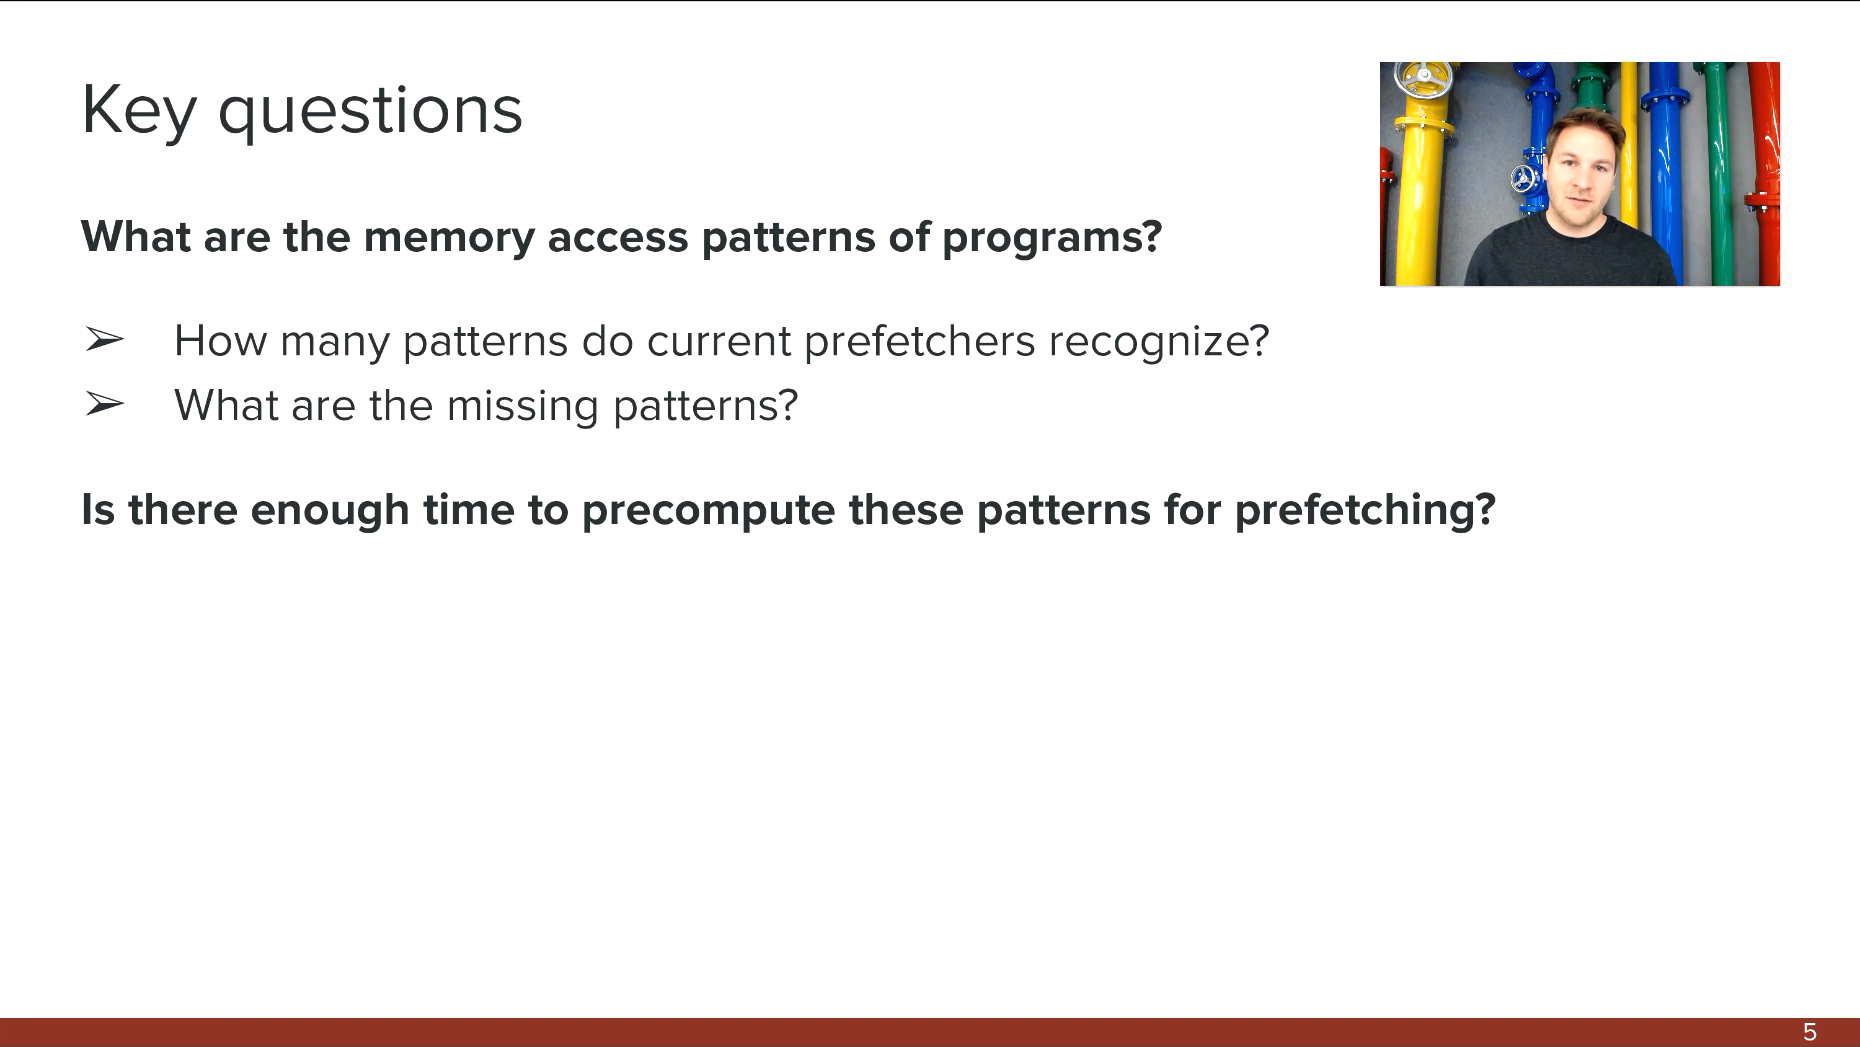 Key questions
What are the memory access patterns of programs?
➢ How many patterns do current prefetchers recognize?
➢ What are the missing patterns?
Is there enough time to precompute these patterns for prefetching?
5